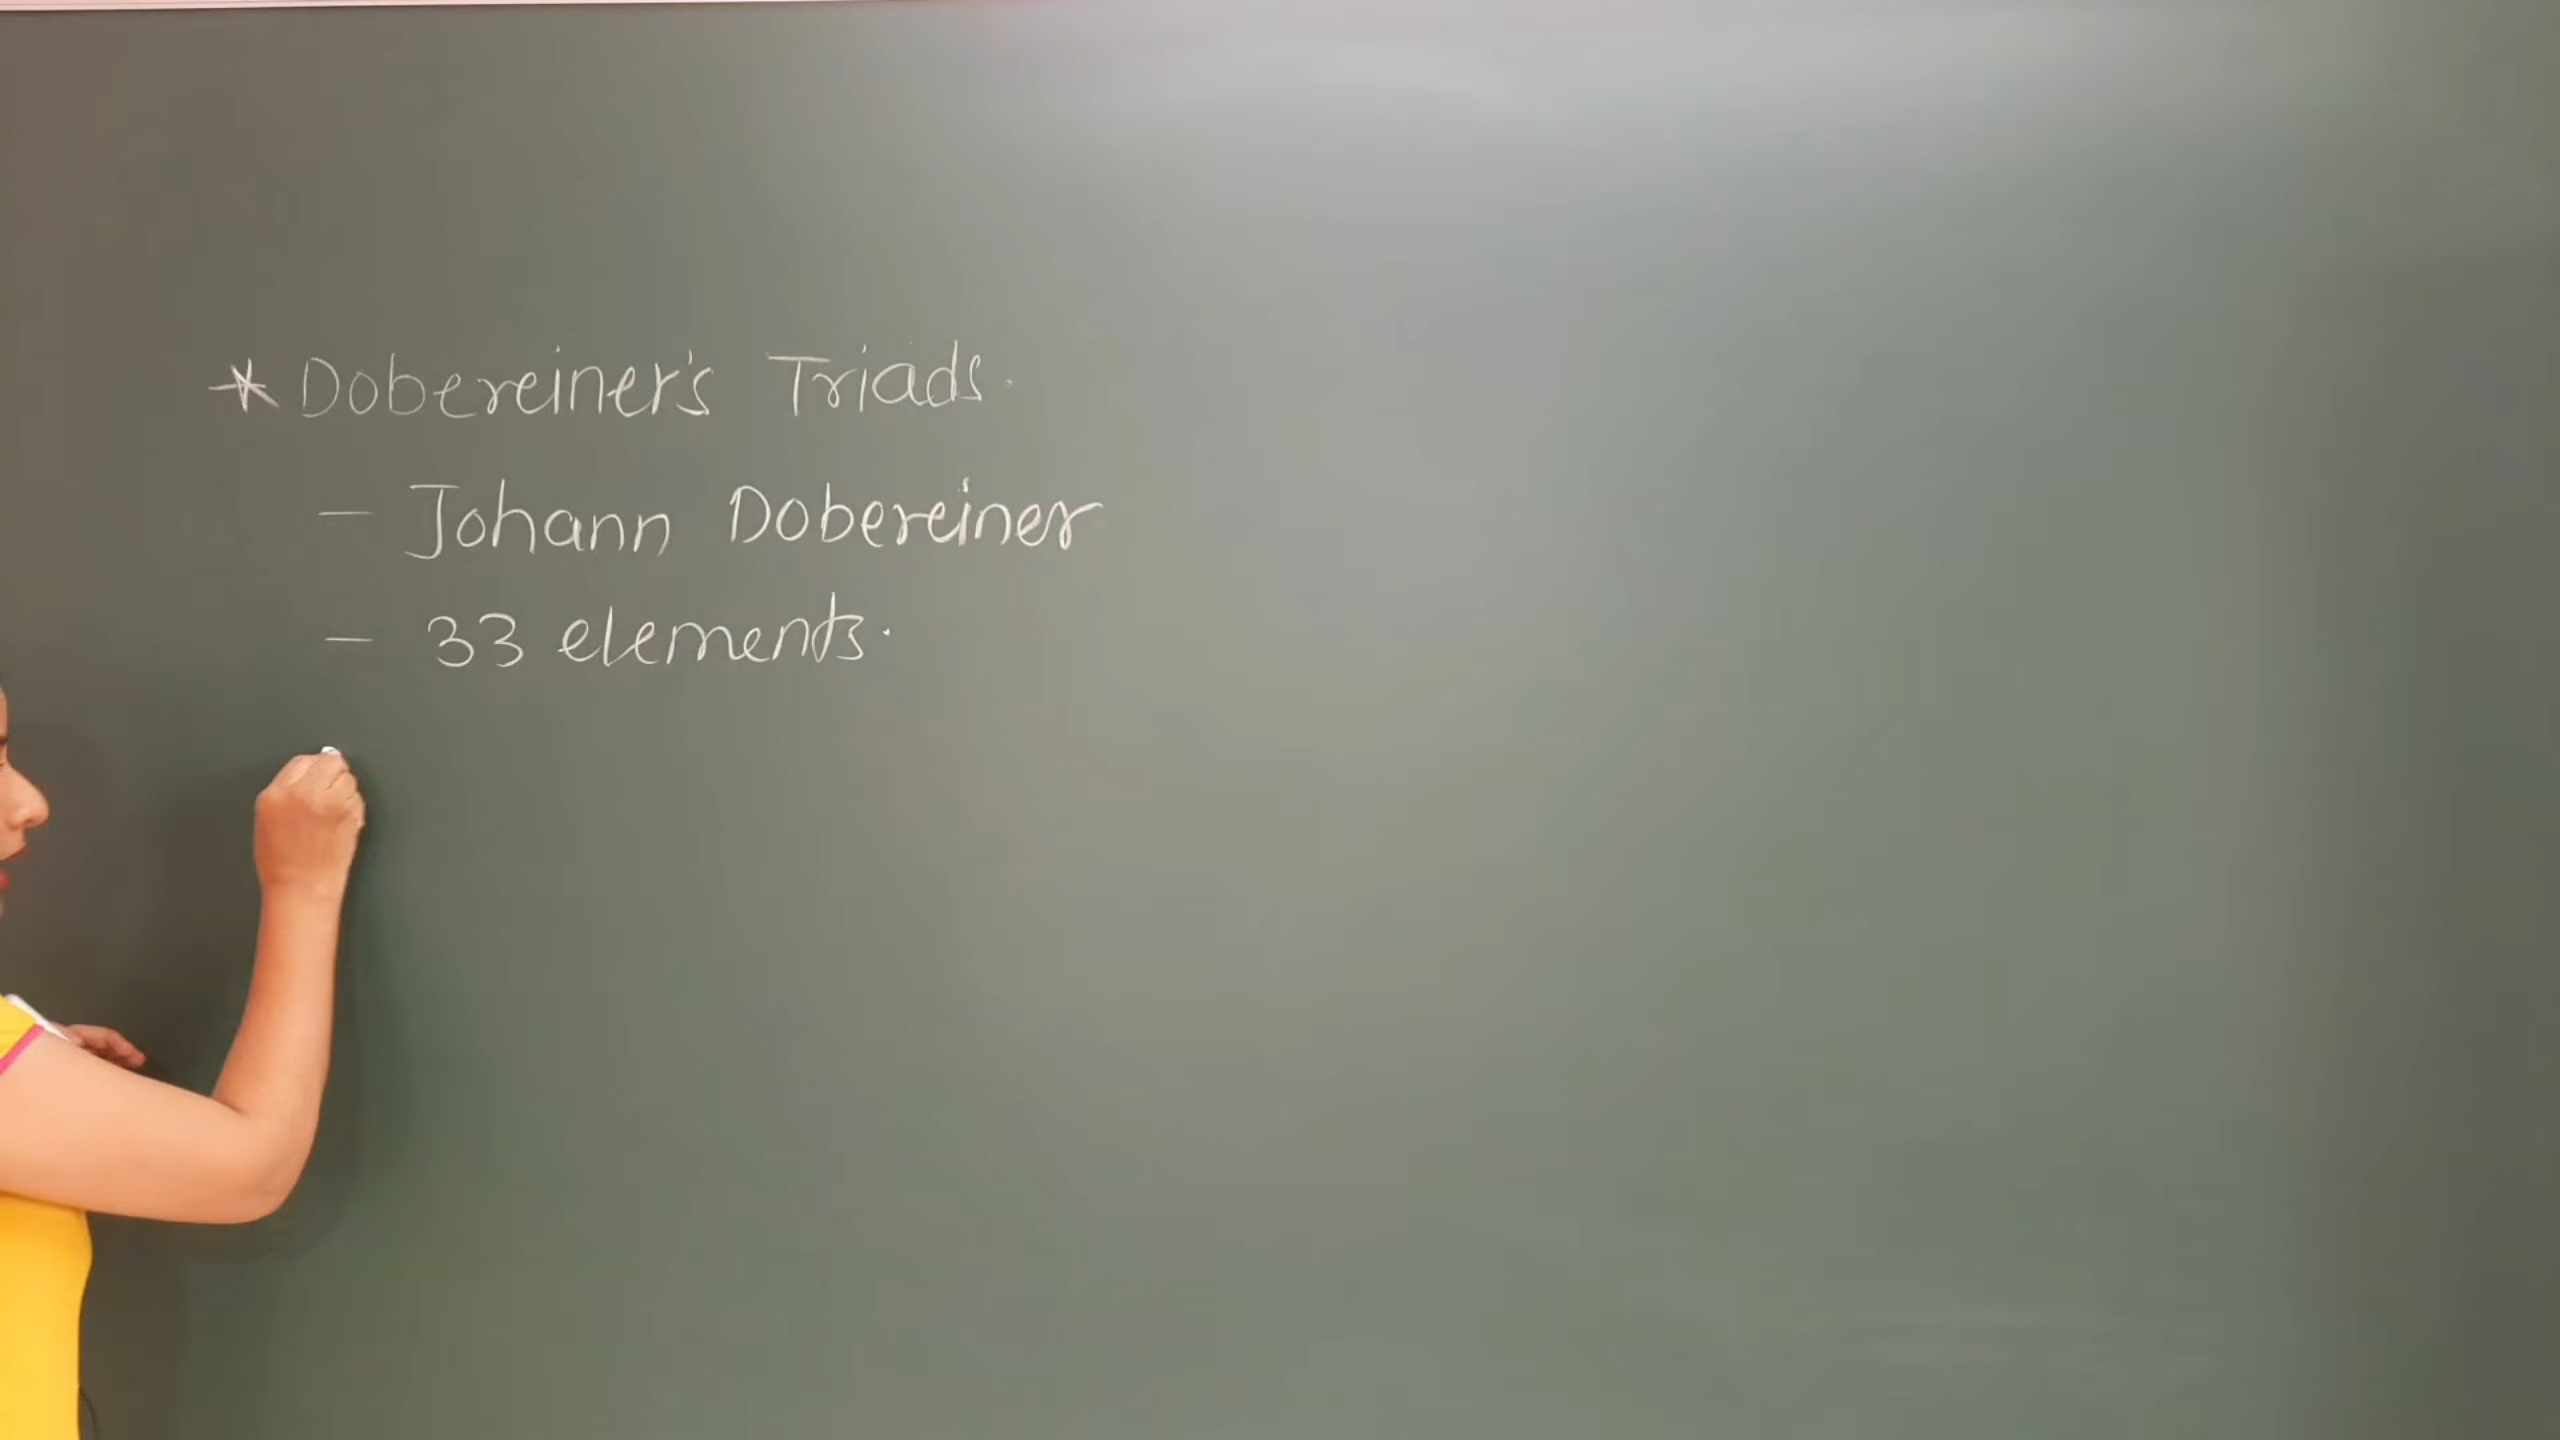 * Dobereiner's Triads.
- Johann Dobereiner
- 33 elements.